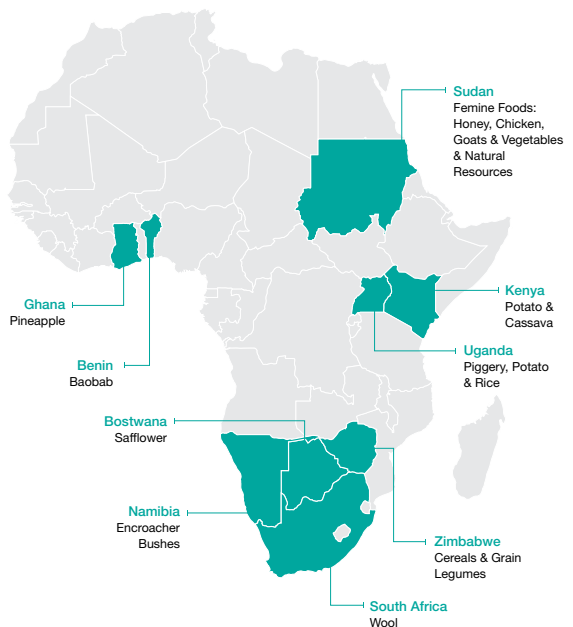 Sudan
Femine Foods:
Honey, Chicken,
Goats & Vegetables
& Natural
Resources
Ghana
Pineapple
Kenya
Potato &
Cassava
Benin
Baobab
Uganda
Piggery, Potato
& Rice
Bostwana
Safflower
Namibia
Encroacher
Bushes
Zimbabwe
Cereals & Grain
Legumes
South Africa
Wool